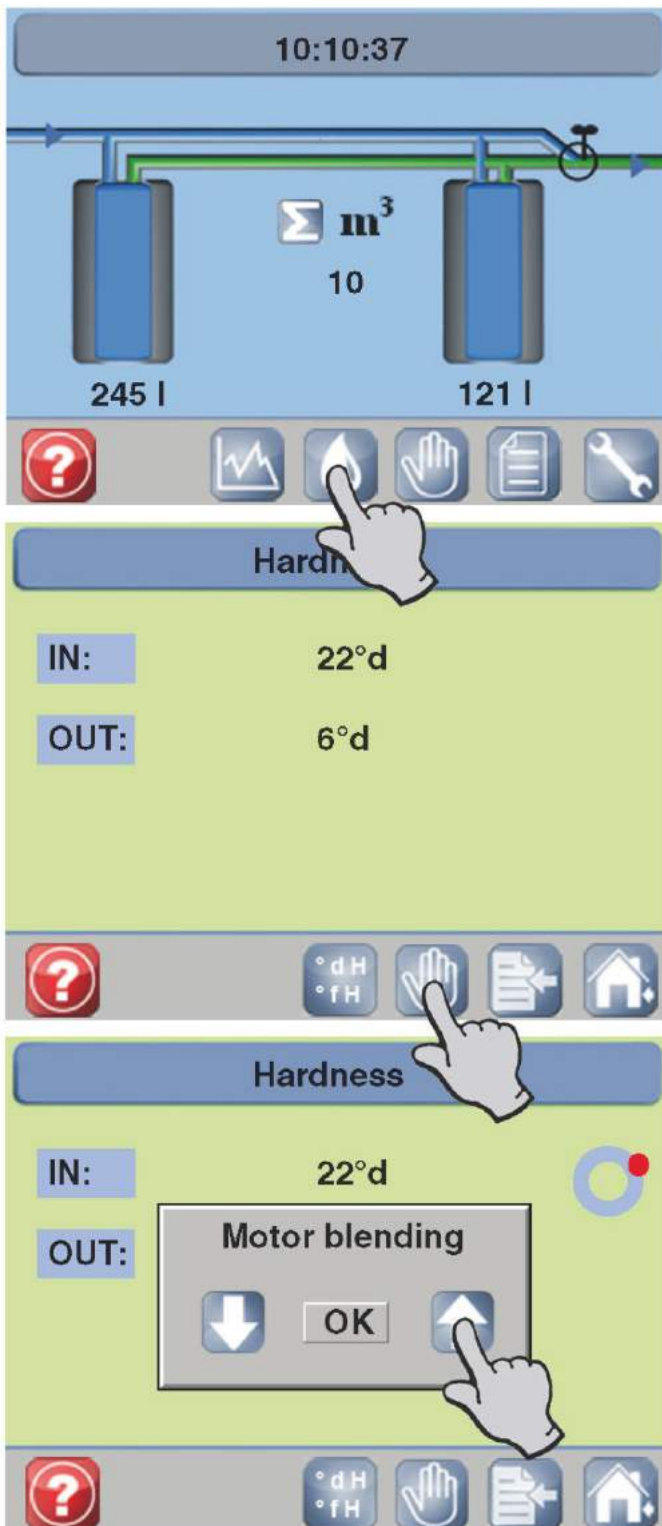 10:10:37
Σ m³
10
245 l
121 l
?
Hardn
IN: 22°d
OUT: 6°d
?
°dH
°fH
Hardness
IN: 22°d
OUT:
Motor blending
OK
?
°dH
°fH